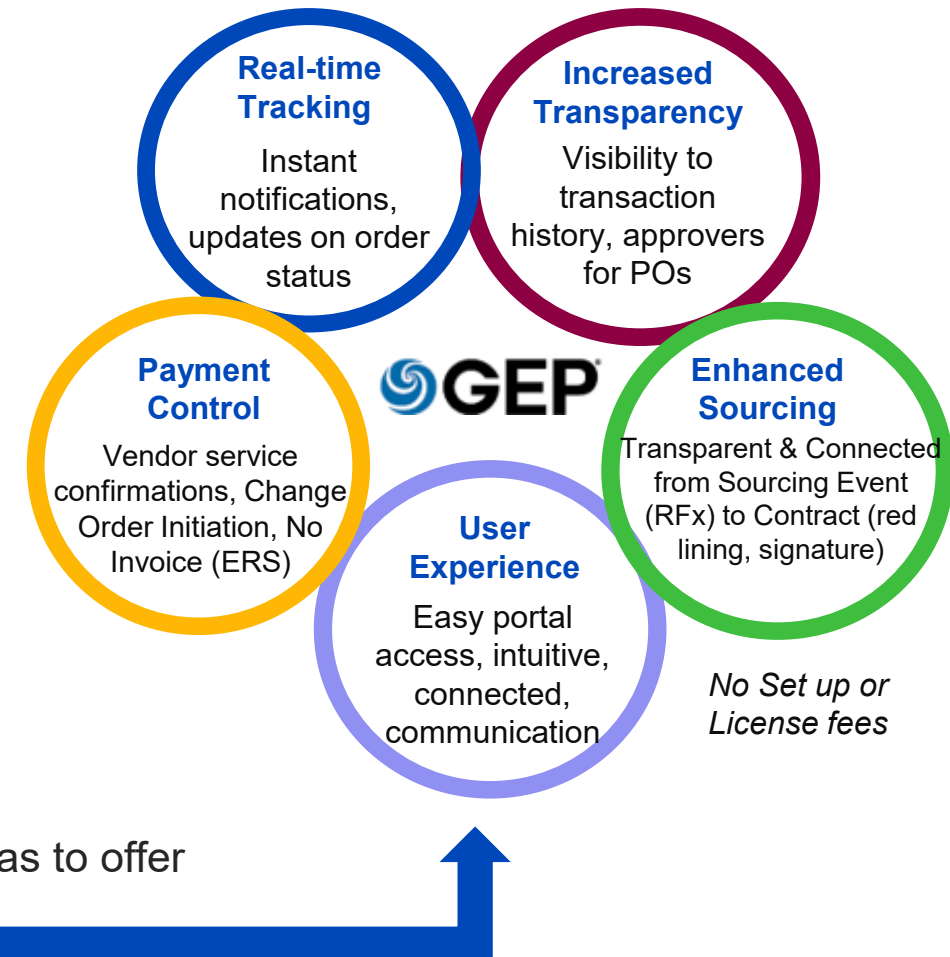 Real-time
Tracking
Instant
notifications,
updates on order
status
Increased
Transparency
Visibility to
transaction
history, approvers
for POs
Payment
Control
Vendor service
confirmations, Change
Order Initiation, No
Invoice (ERS)
GEP®
Enhanced
Sourcing
Transparent & Connected
from Sourcing Event
(RFx) to Contract (red
lining, signature)
User
Experience
Easy portal
access, intuitive,
connected,
communication
No Set up or
License fees
as to offer